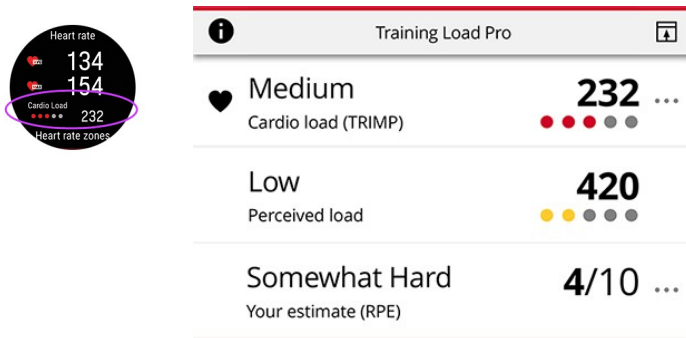 Heart rate
134
154
Cardio Load
232
Heart rate zones
Training Load Pro
Medium 232
Cardio load (TRIMP)
Low 420
Perceived load
Somewhat Hard 4/10
Your estimate (RPE)